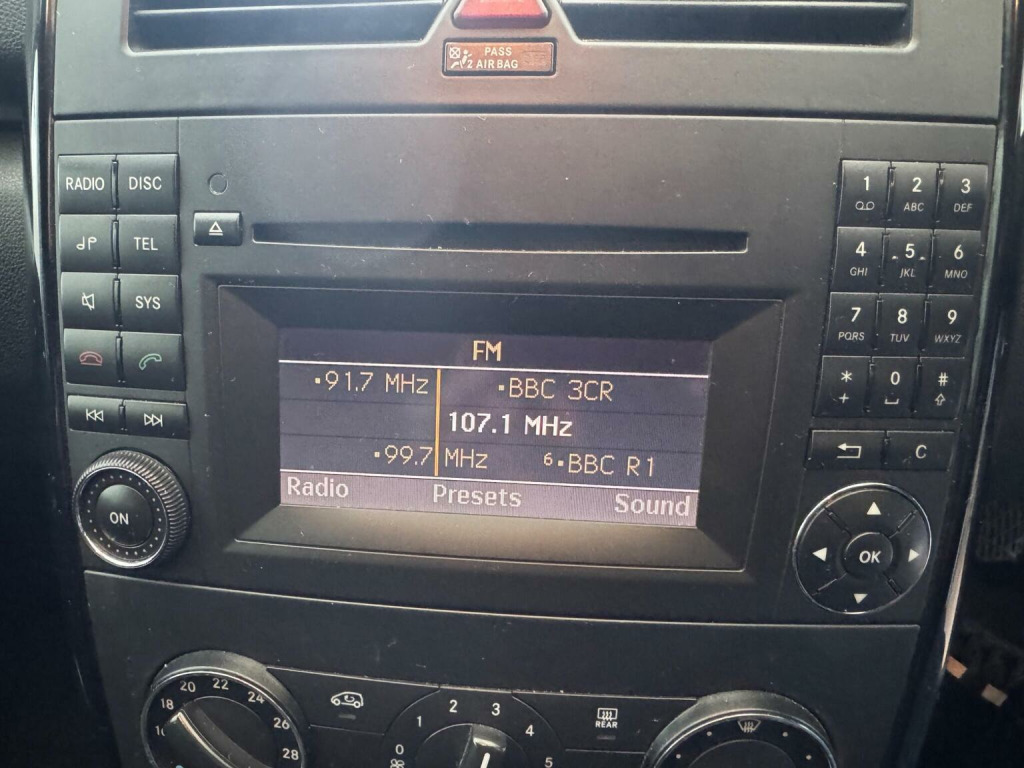 PASS
2 AIRBAG
RADIO DISC
TEL
SYS
ON
1 2 ABC 3 DEF
4 GHI 5 JKL 6 MNO
7 PQRS 8 TUV 9 WXYZ
* + 0 #
C
OK
FM
91.7 MHz BBC 3CR
107.1 MHz
99.7 MHz 6 BBC R1
Radio Presets Sound
18 20 22 24 26 28
0 1 2 3 4 5
REAR